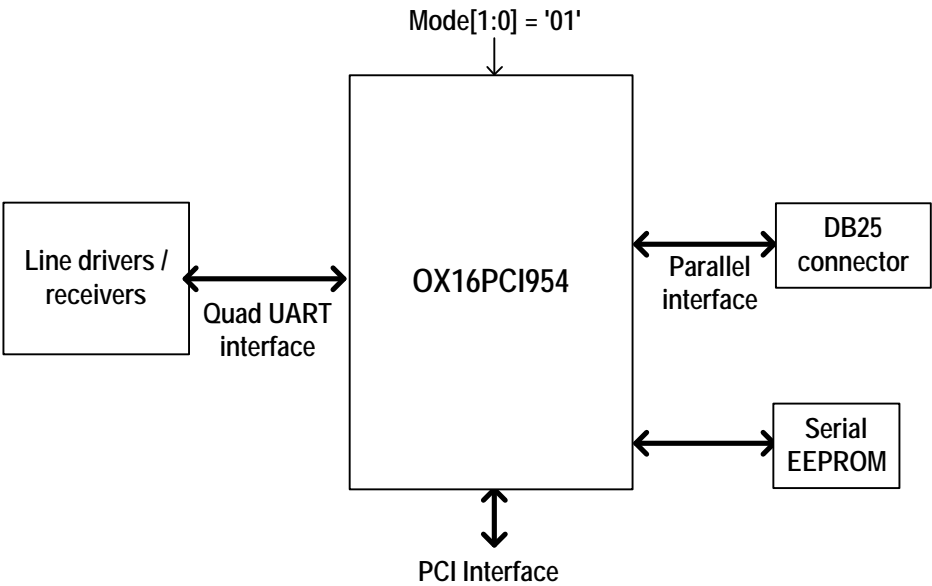 Mode[1:0] = '01'
Line drivers /
receivers
Quad UART
interface
OX16PCI954
Parallel
interface
DB25
connector
Serial
EEPROM
PCI Interface